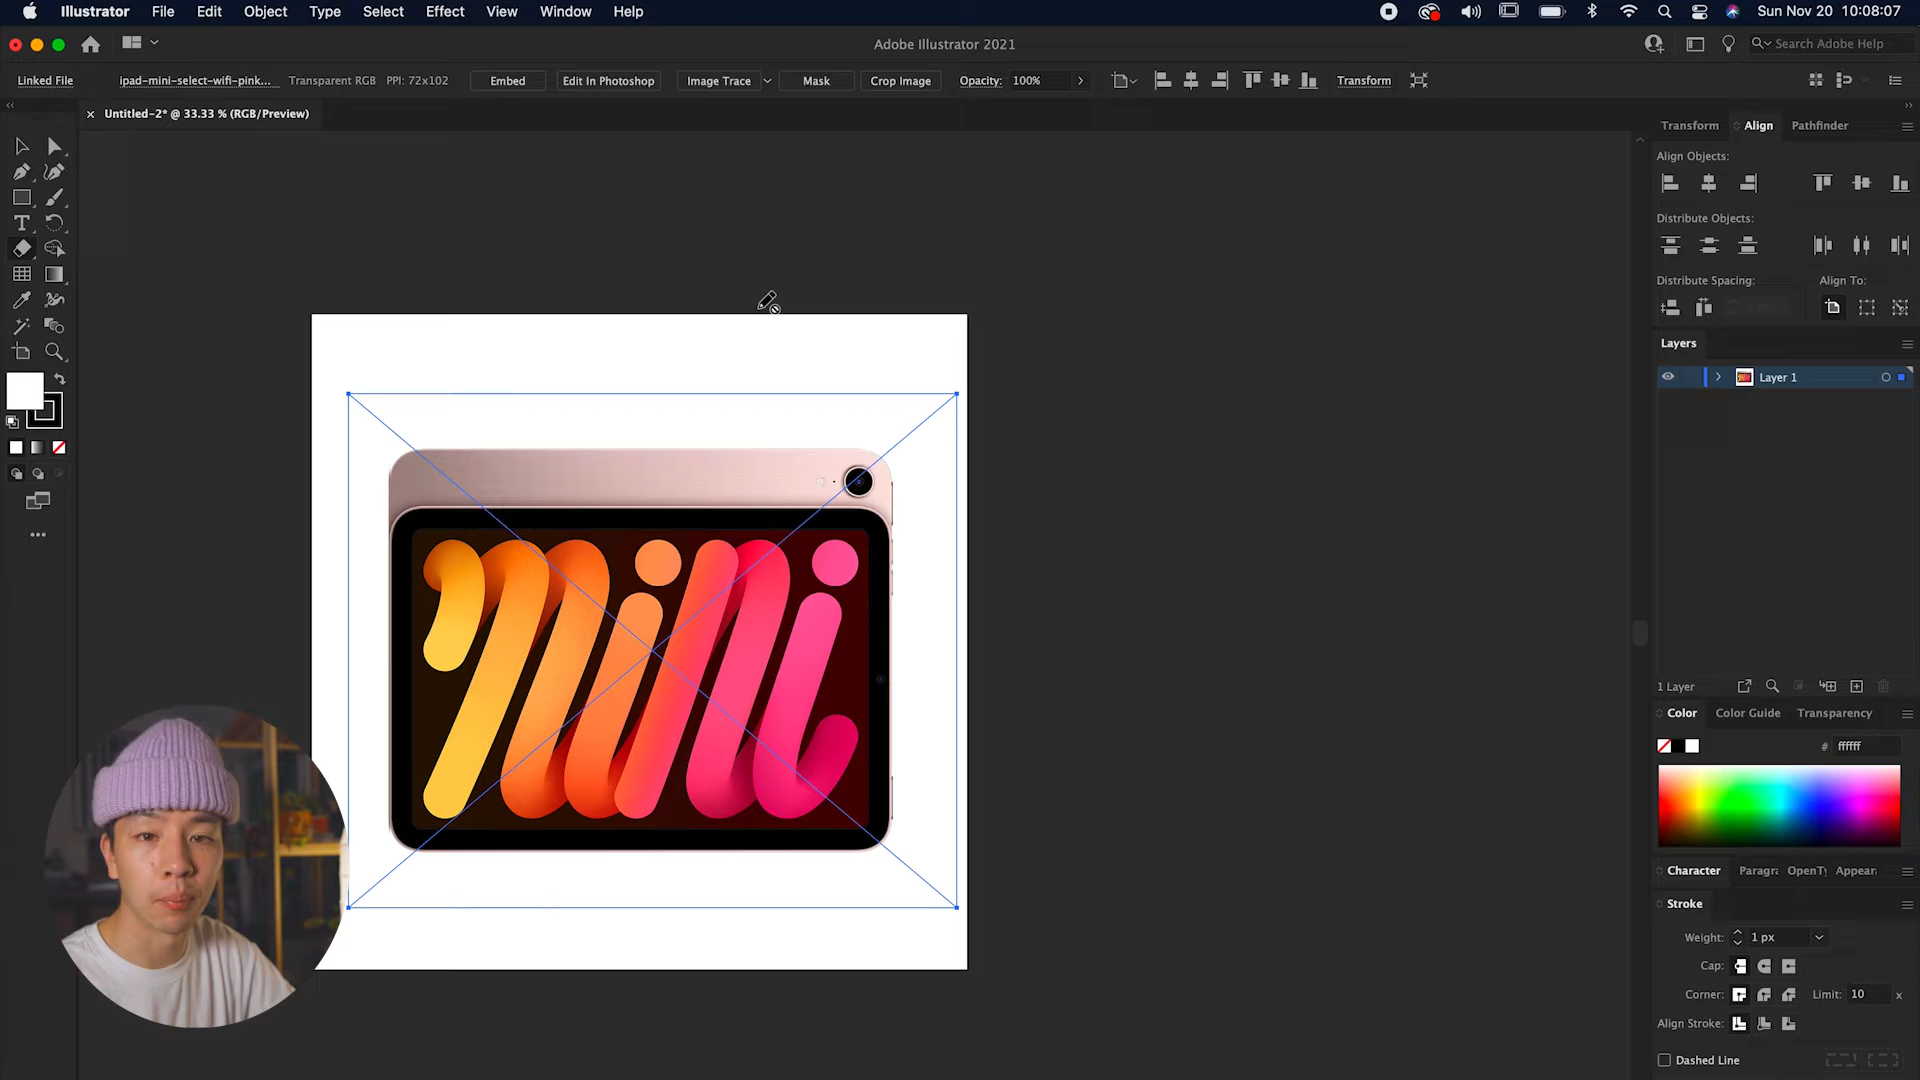 Illustrator File Edit Object Type Select Effect View Window Help
Sun Nov 20 10:08:07
Adobe Illustrator 2021
Search Adobe Help
Linked File ipad-mini-select-wifi-pink... Transparent RGB PPI: 72x102 Embed Edit In Photoshop Image Trace Mask Crop Image Opacity: 100% Transform
× Untitled-2* @ 33.33 % (RGB/Preview)
Transform Align Pathfinder
Align Objects:
Distribute Objects:
Distribute Spacing: Align To:
Layers
Layer 1
1 Layer
Color Color Guide Transparency
# ffffff
Character Paragra OpenTy Appear
Stroke
Weight: 1 px
Cap:
Corner: Limit: 10 x
Align Stroke:
Dashed Line